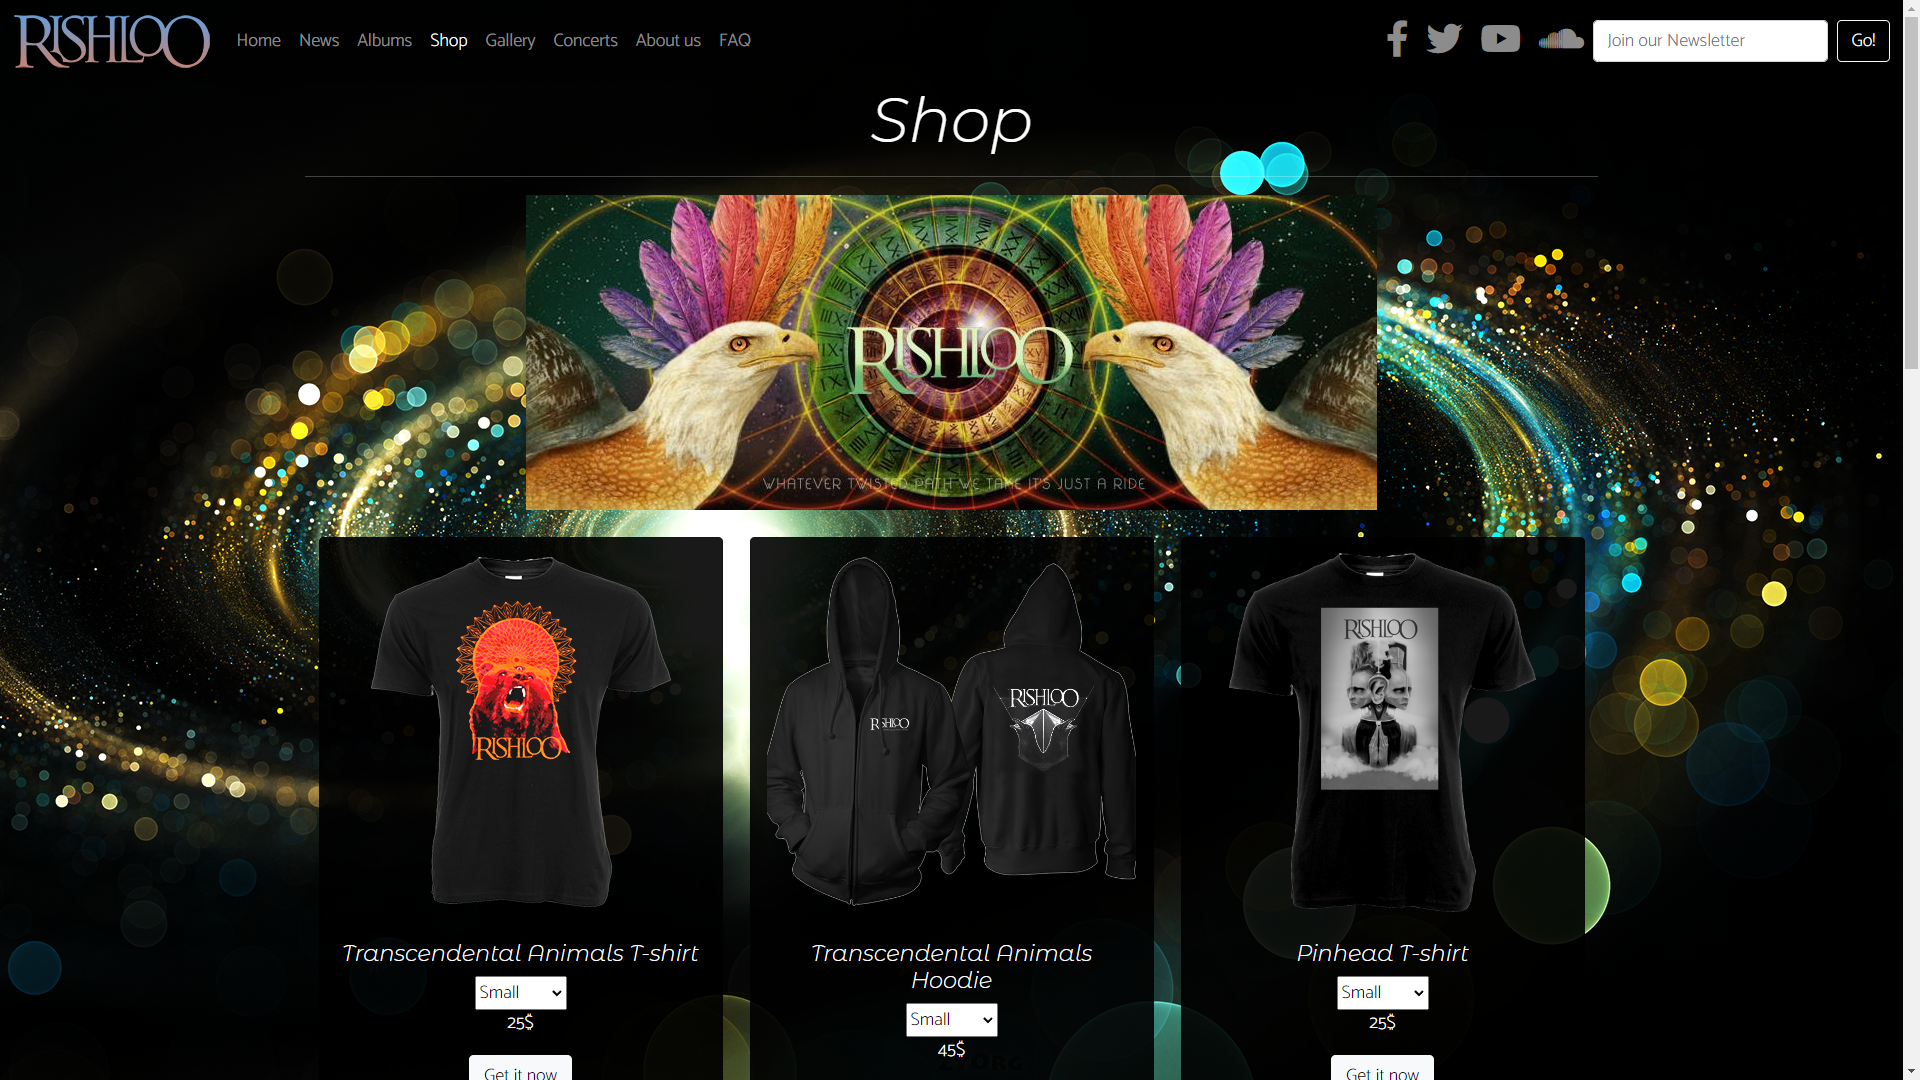 RISHLOO
Home News Albums Shop Gallery Concerts About us FAQ
Join our Newsletter
Go!
Shop
RISHLOO
WHATEVER TWISTED PATH WE TAKE IT'S JUST A RIDE
RISHLOO
RISHLOO
RISHLOO
RISHLOO
Transcendental Animals T-shirt
Small
25$
Get it now
Transcendental Animals
Hoodie
Small
45$
Pinhead T-shirt
Small
25$
Get it now